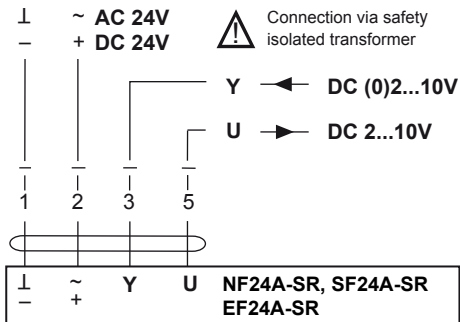 ⊥ ~ AC 24V
– + DC 24V
Connection via safety
isolated transformer
Y DC (0)2...10V
U DC 2...10V
1 2 3 5
⊥ ~ Y U NF24A-SR, SF24A-SR
– + EF24A-SR